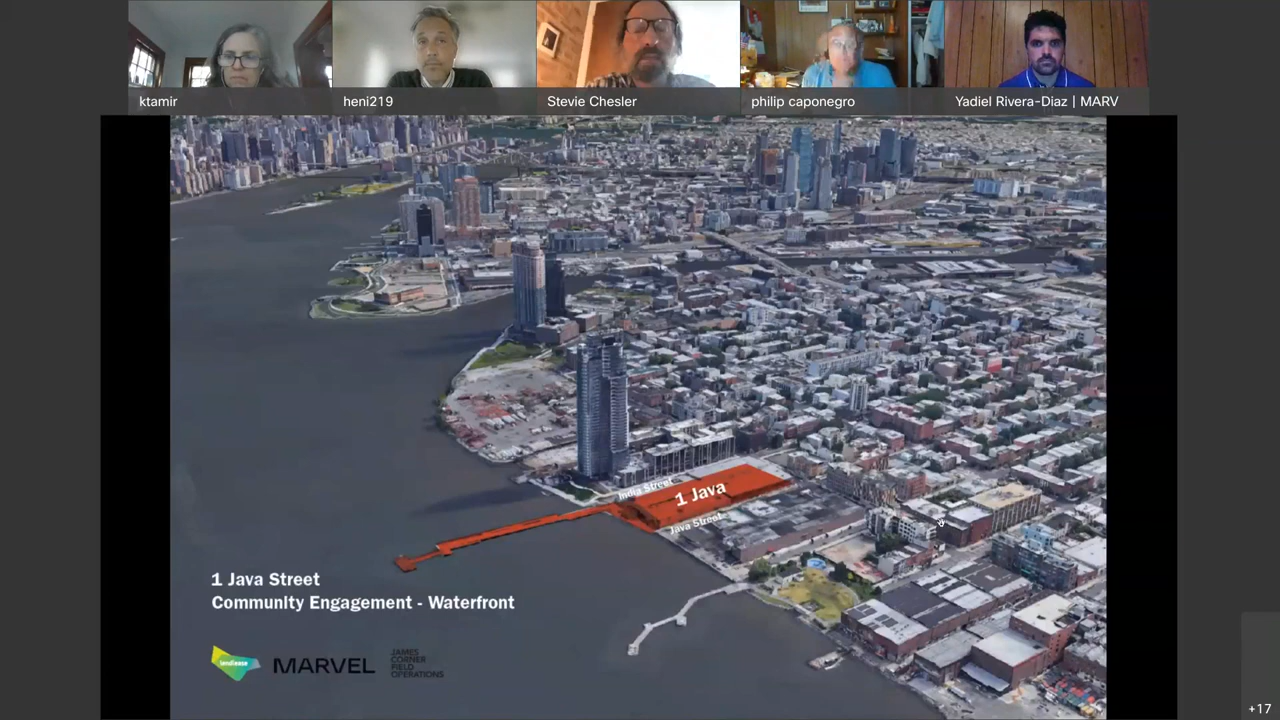 ktamir
heni219
Stevie Chesler
philip caponegro
Yadiel Rivera-Diaz | MARV
India Street
1 Java
Java Street
1 Java Street
Community Engagement - Waterfront
lendlease
MARVEL
JAMES
CORNER
FIELD
OPERATIONS
+17